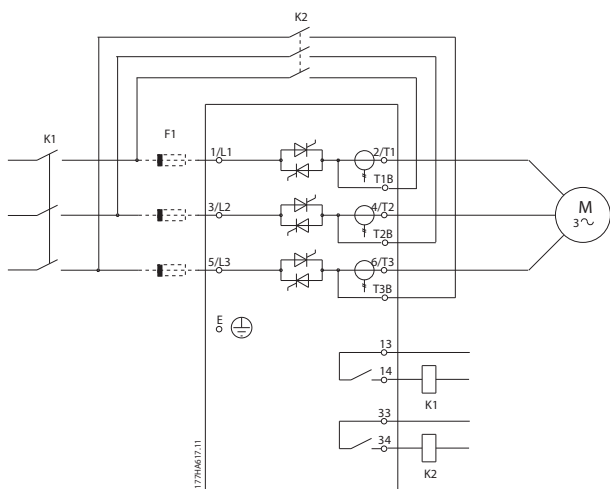 K2
K1
F1
1/L1
2/T1
T1B
3/L2
4/T2
T2B
M
3
5/L3
6/T3
T3B
E
13
14
K1
33
34
K2
177HA617.11